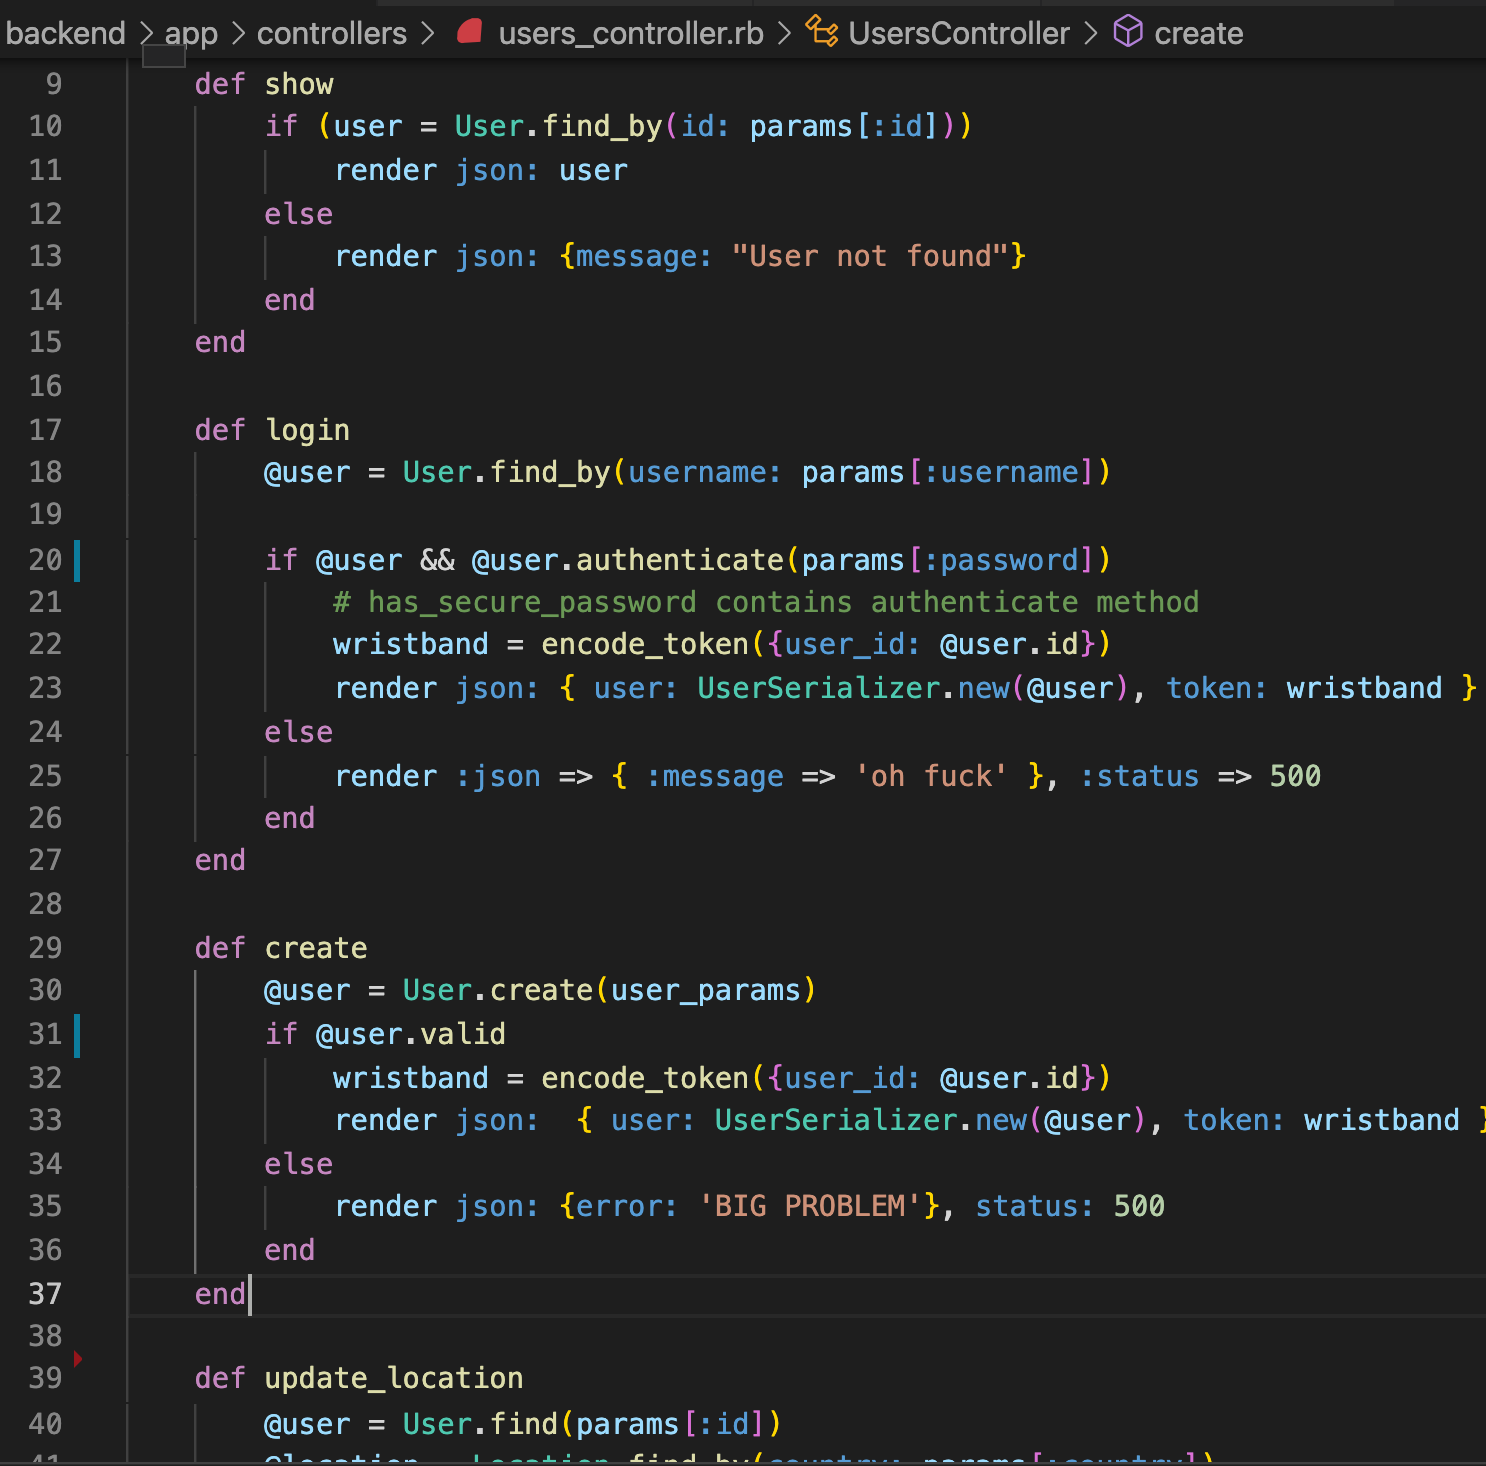 backend > app > controllers > users_controller.rb > UsersController > create
9 def show
10 if (user = User.find_by(id: params[:id]))
11 render json: user
12 else
13 render json: {message: "User not found"}
14 end
15 end
16
17 def login
18 @user = User.find_by(username: params[:username])
19
20 if @user && @user.authenticate(params[:password])
21 # has_secure_password contains authenticate method
22 wristband = encode_token({user_id: @user.id})
23 render json: { user: UserSerializer.new(@user), token: wristband }
24 else
25 render :json => { :message => 'oh fuck' }, :status => 500
26 end
27 end
28
29 def create
30 @user = User.create(user_params)
31 if @user.valid
32 wristband = encode_token({user_id: @user.id})
33 render json:  { user: UserSerializer.new(@user), token: wristband }
34 else
35 render json: {error: 'BIG PROBLEM'}, status: 500
36 end
37 end
38
39 def update_location
40 @user = User.find(params[:id])
41 @location = Location.find_by(country: params[:country])